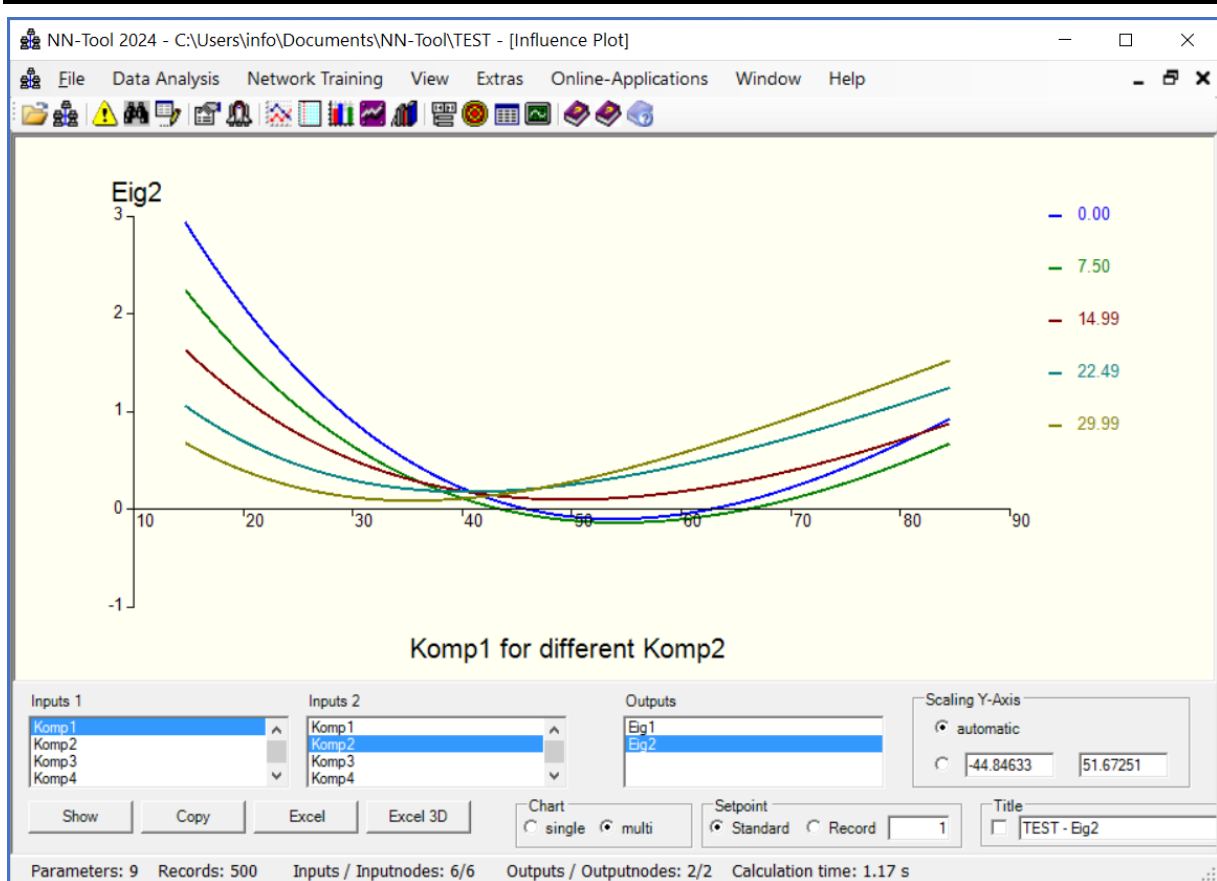 NN-Tool 2024 - C:\Users\info\Documents\NN-Tool\TEST - [Influence Plot]
File Data Analysis Network Training View Extras Online-Applications Window Help
Eig2
3
2
1
0
-1
10 20 30 40 50 60 70 80 90
0.00
7.50
14.99
22.49
29.99
Komp1 for different Komp2
Inputs 1
Komp1
Komp2
Komp3
Komp4
Inputs 2
Komp1
Komp2
Komp3
Komp4
Outputs
Eig1
Eig2
Scaling Y-Axis
automatic
-44.84633 51.67251
Show Copy Excel Excel 3D
Chart
single multi
Setpoint
Standard Record 1
Title
TEST - Eig2
Parameters: 9 Records: 500 Inputs / Inputnodes: 6/6 Outputs / Outputnodes: 2/2 Calculation time: 1.17 s